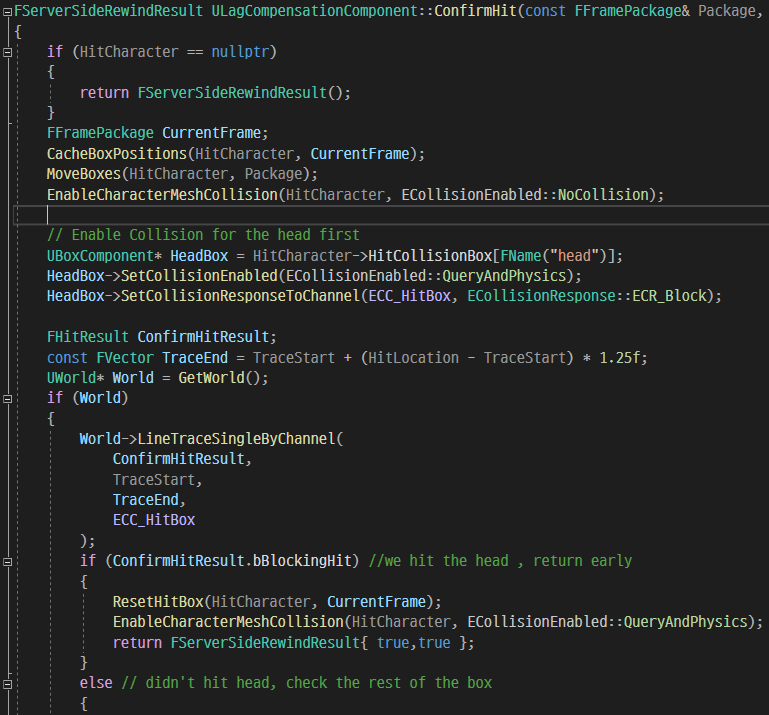 FServerSideRewindResult ULagCompensationComponent::ConfirmHit(const FFramePackage& Package,
{
if (HitCharacter == nullptr)
{
return FServerSideRewindResult();
}
FFramePackage CurrentFrame;
CacheBoxPositions(HitCharacter, CurrentFrame);
MoveBoxes(HitCharacter, Package);
EnableCharacterMeshCollision(HitCharacter, ECollisionEnabled::NoCollision);
// Enable Collision for the head first
UBoxComponent* HeadBox = HitCharacter->HitCollisionBox[FName("head")];
HeadBox->SetCollisionEnabled(ECollisionEnabled::QueryAndPhysics);
HeadBox->SetCollisionResponseToChannel(ECC_HitBox, ECollisionResponse::ECR_Block);
FHitResult ConfirmHitResult;
const FVector TraceEnd = TraceStart + (HitLocation - TraceStart) * 1.25f;
UWorld* World = GetWorld();
if (World)
{
World->LineTraceSingleByChannel(
ConfirmHitResult,
TraceStart,
TraceEnd,
ECC_HitBox
);
if (ConfirmHitResult.bBlockingHit) //we hit the head , return early
{
ResetHitBox(HitCharacter, CurrentFrame);
EnableCharacterMeshCollision(HitCharacter, ECollisionEnabled::QueryAndPhysics);
return FServerSideRewindResult{ true,true };
}
else // didn't hit head, check the rest of the box
{